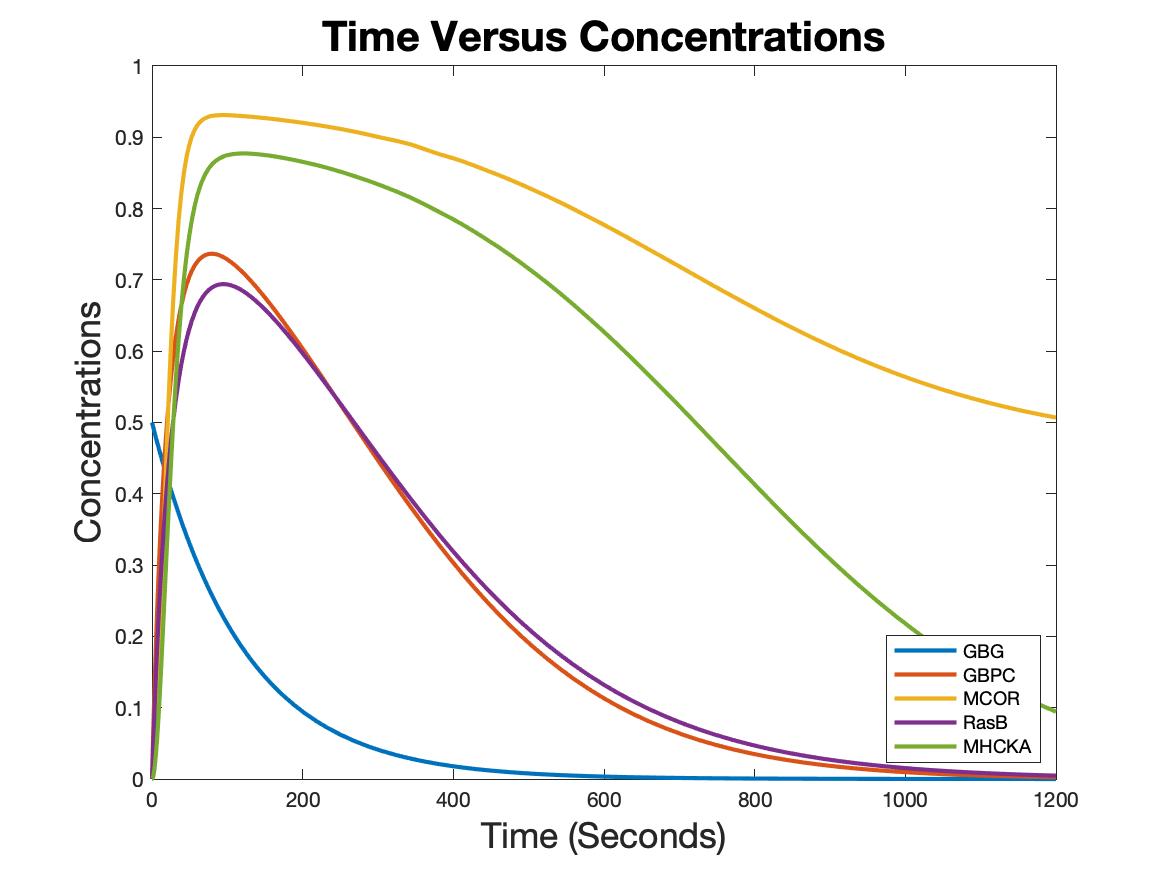 Time Versus Concentrations
1
0.9
0.8
0.7
0.6
0.5
0.4
0.3
0.2
0.1
0
Concentrations
GBG
GBPC
MCOR
RasB
MHCKA
0 200 400 600 800 1000 1200
Time (Seconds)